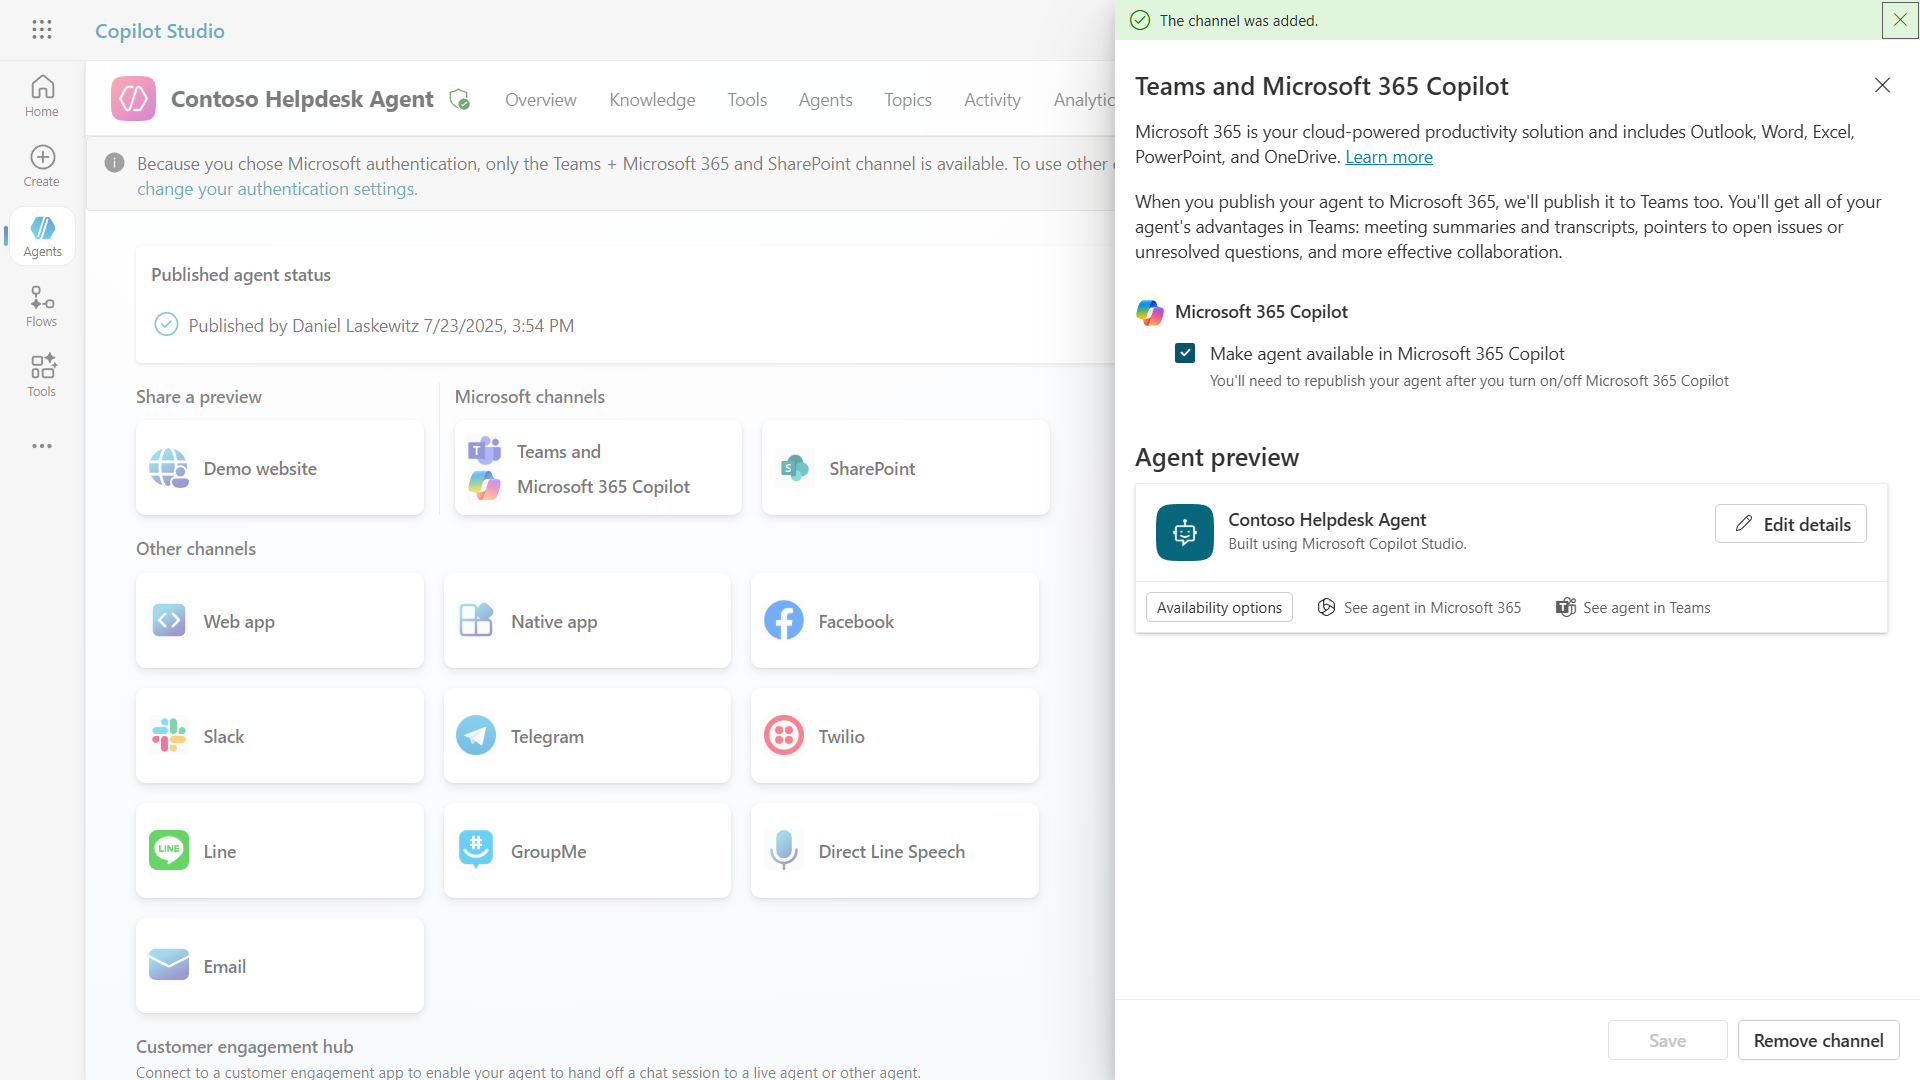 Copilot Studio
Home
Create
Agents
Flows
Tools
Contoso Helpdesk Agent
Overview
Knowledge
Tools
Agents
Topics
Activity
Analytic
Because you chose Microsoft authentication, only the Teams + Microsoft 365 and SharePoint channel is available. To use other
change your authentication settings.
Published agent status
Published by Daniel Laskewitz 7/23/2025, 3:54 PM
Share a preview
Microsoft channels
Demo website
Teams and
Microsoft 365 Copilot
SharePoint
Other channels
Web app
Native app
Facebook
Slack
Telegram
Twilio
LINE
Line
GroupMe
Direct Line Speech
Email
Customer engagement hub
Connect to a customer engagement app to enable your agent to hand off a chat session to a live agent or other agent.
The channel was added.
Teams and Microsoft 365 Copilot
Microsoft 365 is your cloud-powered productivity solution and includes Outlook, Word, Excel,
PowerPoint, and OneDrive. Learn more
When you publish your agent to Microsoft 365, we'll publish it to Teams too. You'll get all of your
agent's advantages in Teams: meeting summaries and transcripts, pointers to open issues or
unresolved questions, and more effective collaboration.
Microsoft 365 Copilot
Make agent available in Microsoft 365 Copilot
You'll need to republish your agent after you turn on/off Microsoft 365 Copilot
Agent preview
Contoso Helpdesk Agent
Built using Microsoft Copilot Studio.
Edit details
Availability options
See agent in Microsoft 365
See agent in Teams
Save
Remove channel